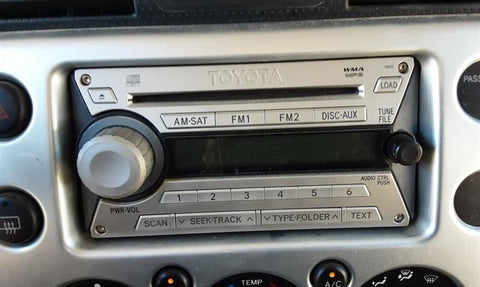 TOYOTA
WMA
MP3
LOAD
PASS
AM·SAT FM1 FM2 DISC·AUX
TUNE
FILE
AUDIO CTRL
PUSH
1 2 3 4 5 6
PWR·VOL
SCAN SEEK·TRACK TYPE·FOLDER TEXT
TEMP
A/C